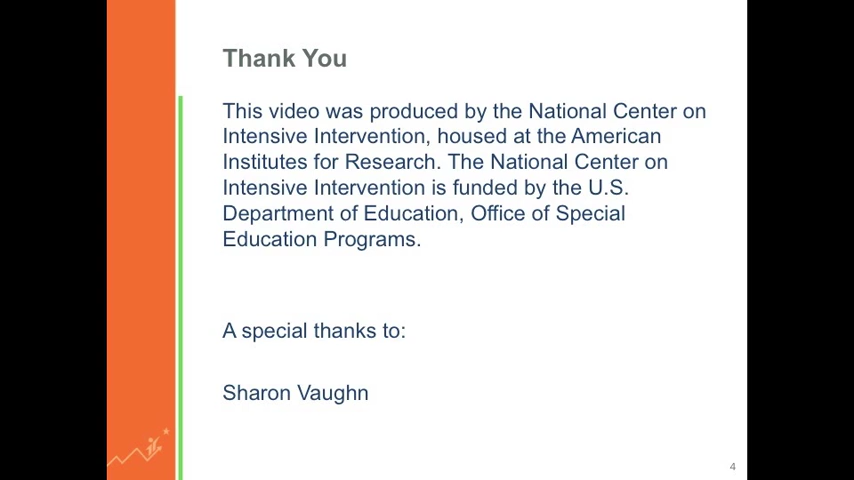 Thank You
This video was produced by the National Center on
Intensive Intervention, housed at the American
Institutes for Research. The National Center on
Intensive Intervention is funded by the U.S.
Department of Education, Office of Special
Education Programs.
A special thanks to:
Sharon Vaughn
4